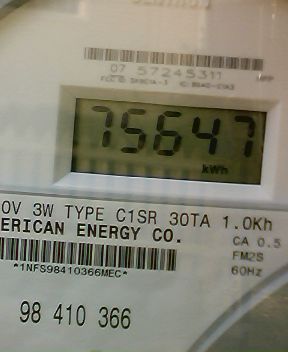 07 57245311
75647
kWh
0V 3W TYPE C1SR 30TA 1.0Kh
ERICAN ENERGY CO.
CA 0.5
FM2S
60Hz
*1NFS98410366MEC*
98 410 366